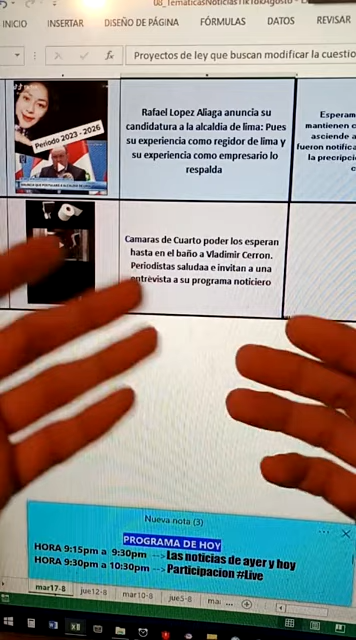 08_TematicasNoticiasTikTokAgosto - E
INICIO INSERTAR DISEÑO DE PÁGINA FÓRMULAS DATOS REVISAR
fx Proyectos de ley que buscan modificar la cuestio
Periodo 2023 - 2026
Rafael Lopez Aliaga anuncia su
candidatura a la alcaldia de lima: Pues
su experiencia como regidor de lima y
su experiencia como empresario lo
respalda
Esperam
mantienen c
asciende a
fueron notifica
la precripci
c
Camaras de Cuarto poder los esperan
hasta en el baño a Vladimir Cerron.
Periodistas saludaa e invitan a una
entrevista a su programa noticiero
Nueva nota (3)
PROGRAMA DE HOY
HORA 9:15pm a 9:30pm --> Las noticias de ayer y hoy
HORA 9:30pm a 10:30pm --> Participacion #Live
mar17-8 jue12-8 mar10-8 jue5-8 ma ...